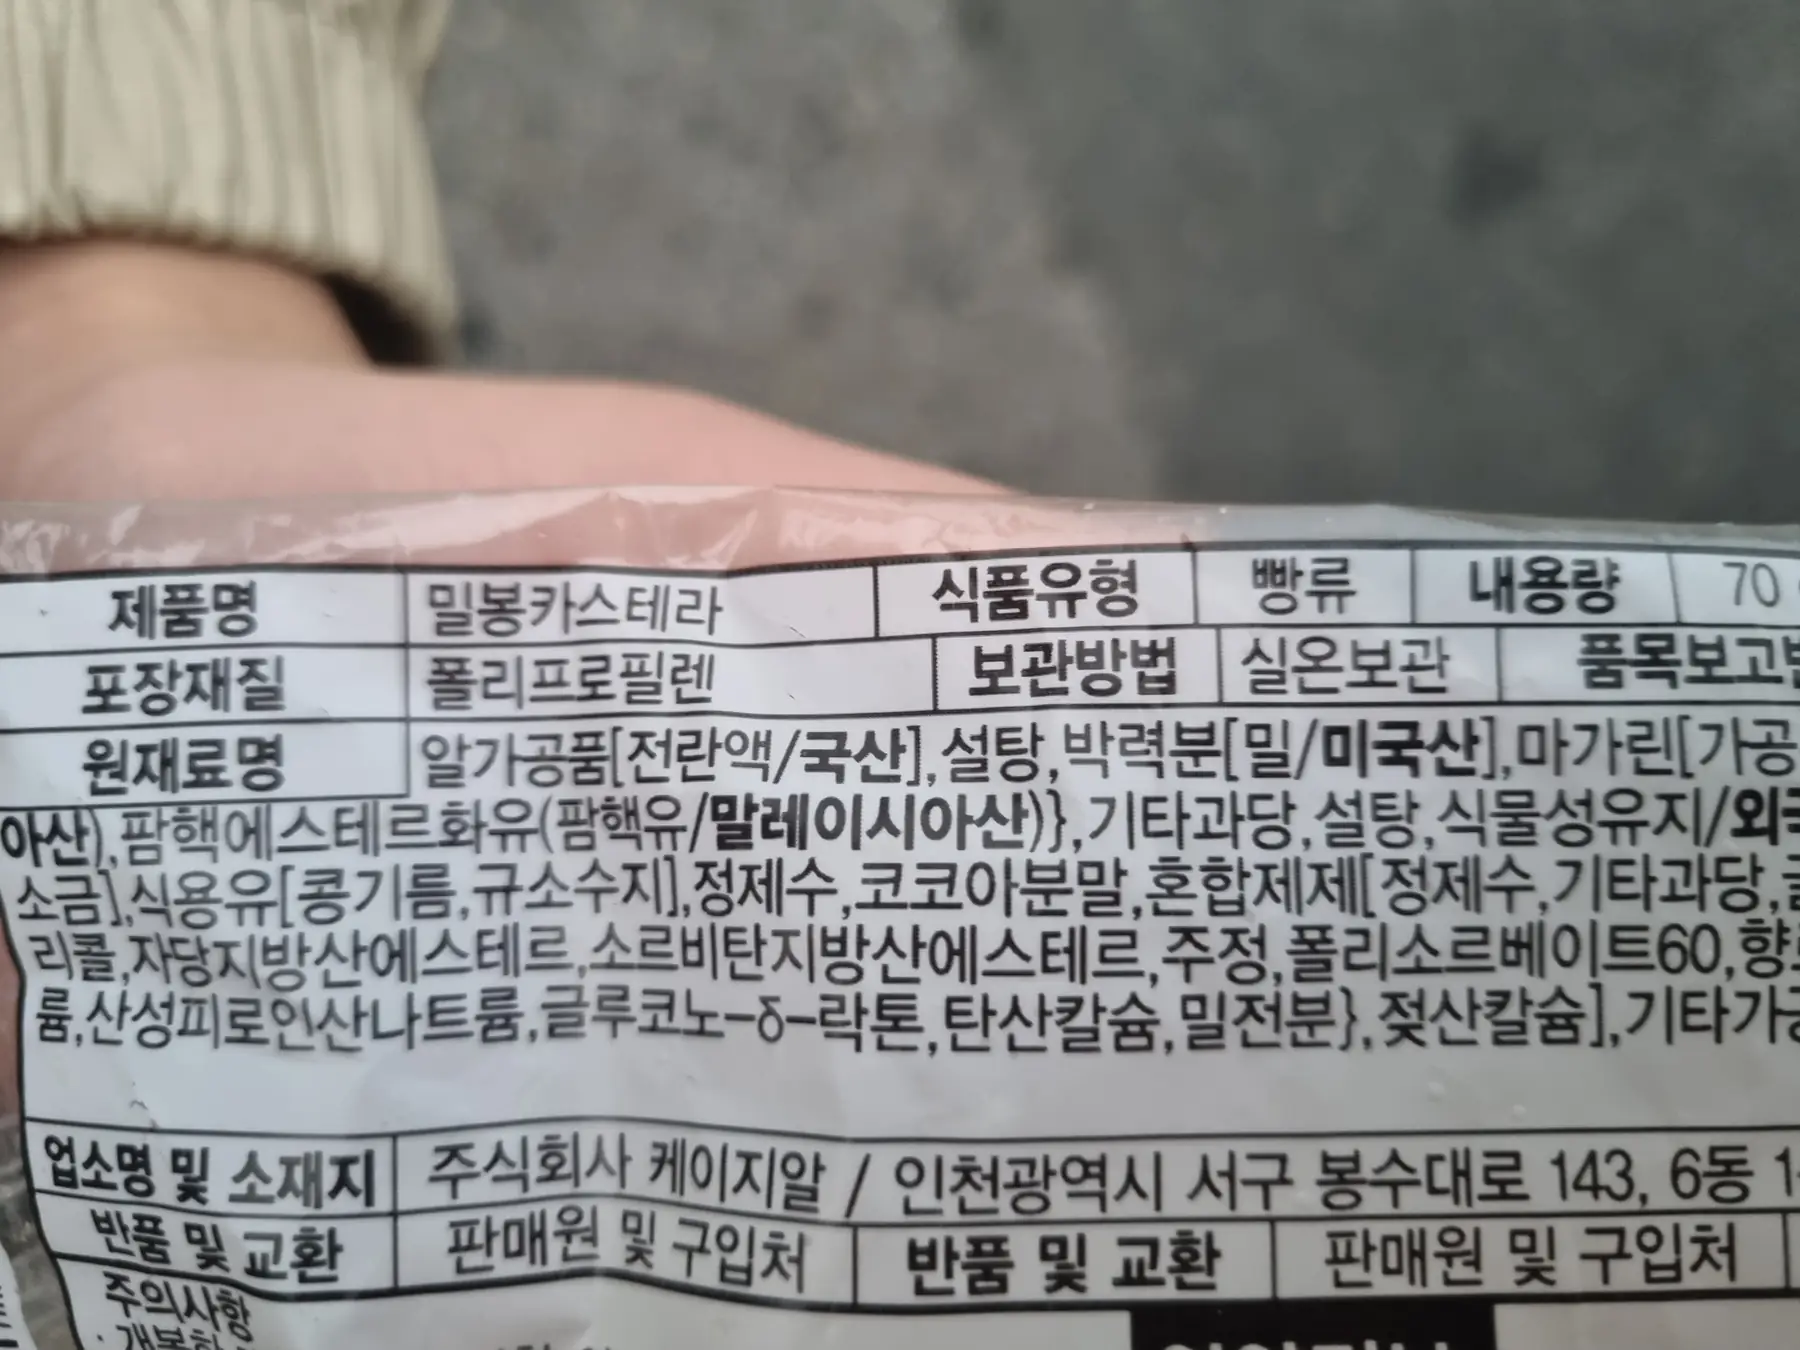 제품명 밀봉카스테라 식품유형 빵류 내용량 70
포장재질 폴리프로필렌 보관방법 실온보관 품목보고
원재료명 알가공품[전란액/국산],설탕,박력분[밀/미국산],마가린[가공
아산),팜핵에스테르화유(팜핵유/말레이시아산)},기타과당,설탕,식물성유지/외국
소금],식용유[콩기름,규소수지],정제수,코코아분말,혼합제제[정제수,기타과당,글
리콜,자당지방산에스테르,소르비탄지방산에스테르,주정,폴리소르베이트60,향료
륨,산성피로인산나트륨,글루코노-δ-락톤,탄산칼슘,밀전분},젖산칼슘],기타가공
업소명 및 소재지 주식회사 케이지알 / 인천광역시 서구 봉수대로 143, 6동 1
반품 및 교환 판매원 및 구입처 반품 및 교환 판매원 및 구입처
주의사항